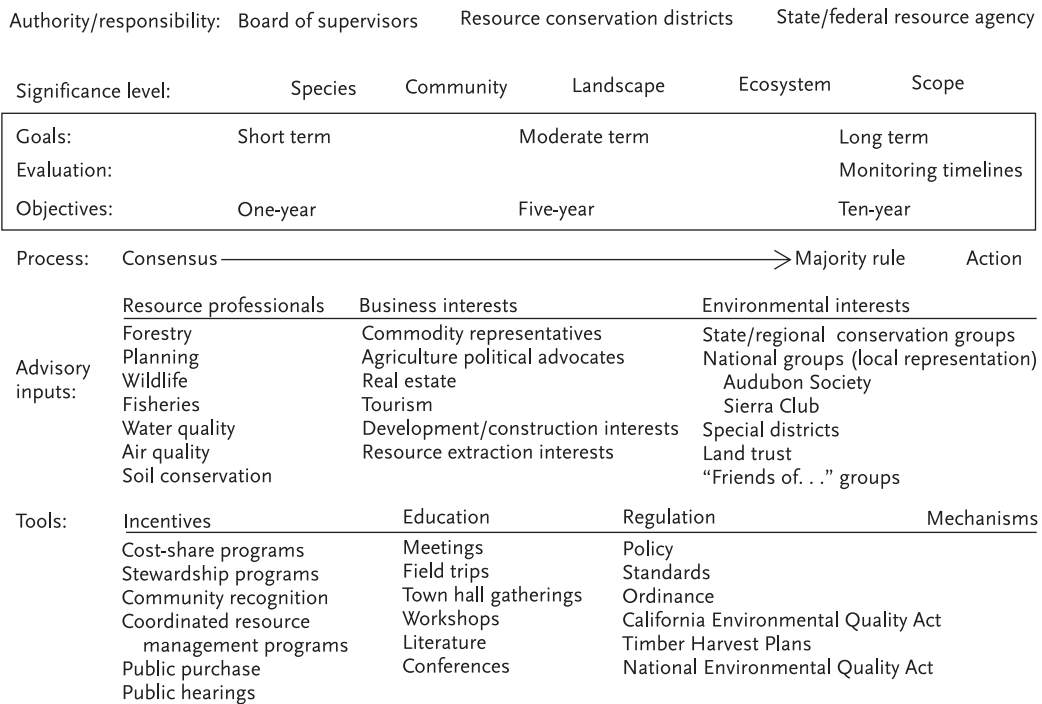 Authority/responsibility: Board of supervisors Resource conservation districts State/federal resource agency
Significance level: Species Community Landscape Ecosystem Scope
Goals: Short term Moderate term Long term
Evaluation: Monitoring timelines
Objectives: One-year Five-year Ten-year
Process: Consensus Majority rule Action
Advisory inputs:
Resource professionals Business interests Environmental interests
Forestry Commodity representatives State/regional conservation groups
Planning Agriculture political advocates National groups (local representation)
Wildlife Real estate Audubon Society
Fisheries Tourism Sierra Club
Water quality Development/construction interests Special districts
Air quality Resource extraction interests Land trust
Soil conservation "Friends of. . ." groups
Tools: Incentives Education Regulation Mechanisms
Cost-share programs Meetings Policy
Stewardship programs Field trips Standards
Community recognition Town hall gatherings Ordinance
Coordinated resource Workshops California Environmental Quality Act
management programs Literature Timber Harvest Plans
Public purchase Conferences National Environmental Quality Act
Public hearings